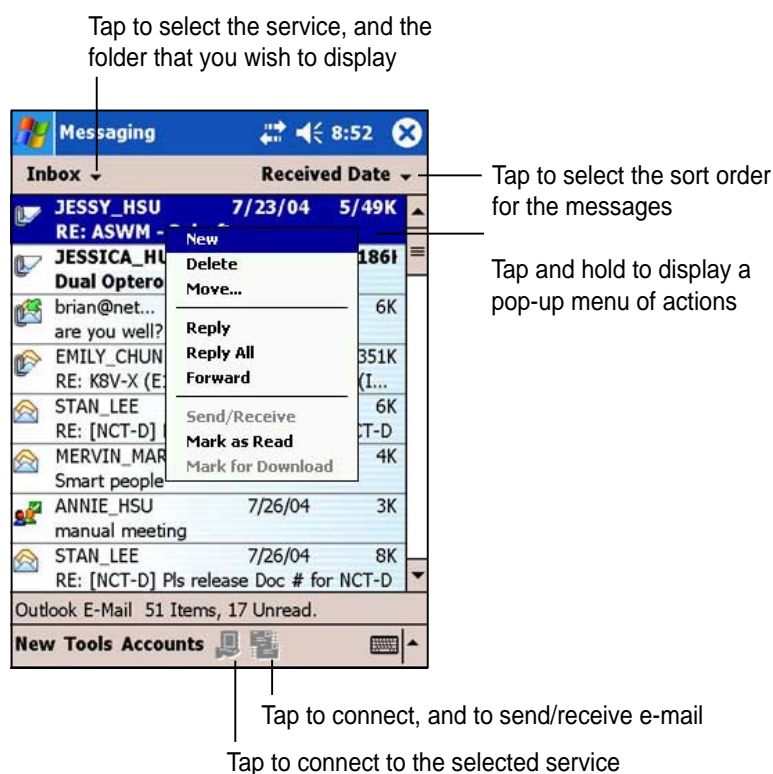 Tap to select the service, and the
folder that you wish to display
Messaging 8:52
Inbox Received Date
Tap to select the sort order
for the messages
JESSY_HSU 7/23/04 5/49K
RE: ASWM -
JESSICA_HU 186K
Dual Optero
Tap and hold to display a
pop-up menu of actions
brian@net... 6K
are you well?
EMILY_CHUN 351K
RE: K8V-X (E1 (I...
STAN_LEE 6K
RE: [NCT-D] CT-D
MERVIN_MAR 4K
Smart people
New
Delete
Move...
Reply
Reply All
Forward
Send/Receive
Mark as Read
Mark for Download
ANNIE_HSU 7/26/04 3K
manual meeting
STAN_LEE 7/26/04 8K
RE: [NCT-D] Pls release Doc # for NCT-D
Outlook E-Mail 51 Items, 17 Unread.
New Tools Accounts
Tap to connect, and to send/receive e-mail
Tap to connect to the selected service